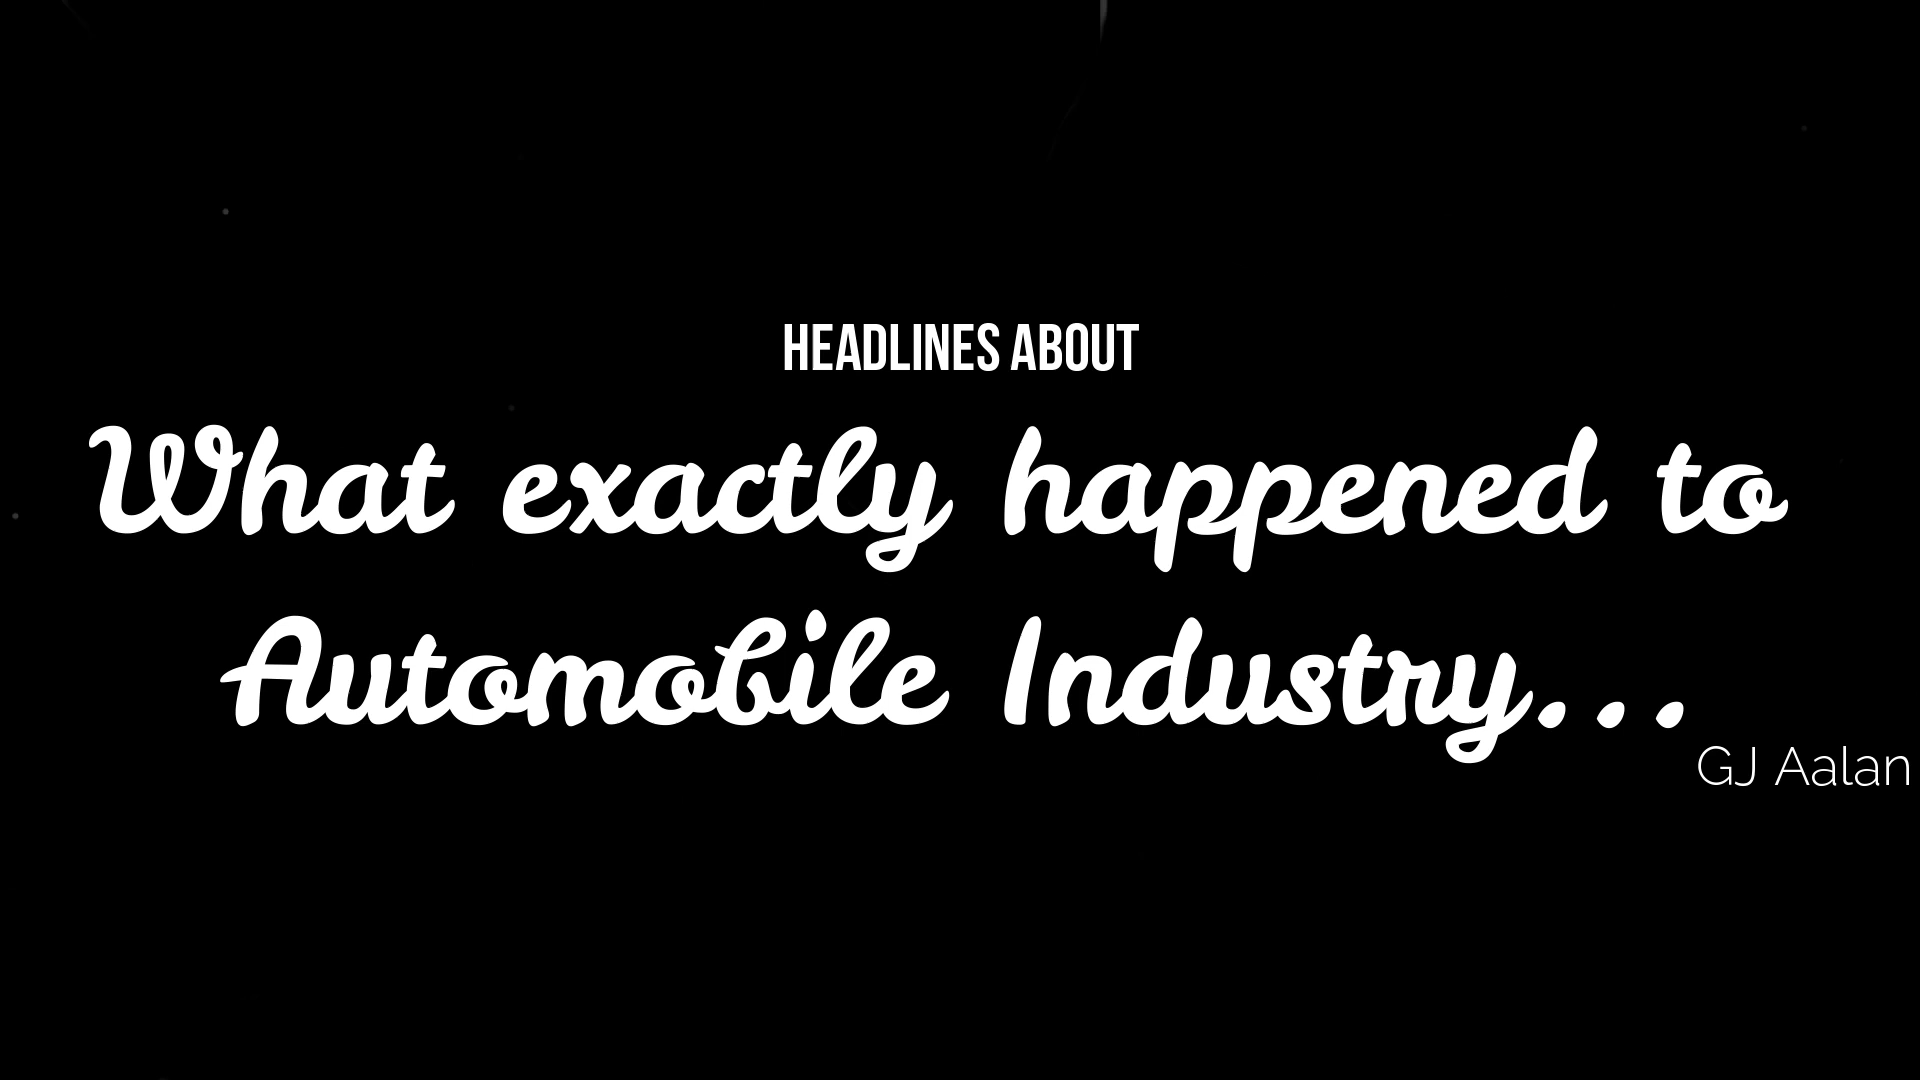 HEADLINES ABOUT
What exactly happened to
Automobile Industry...
GJ Aalan